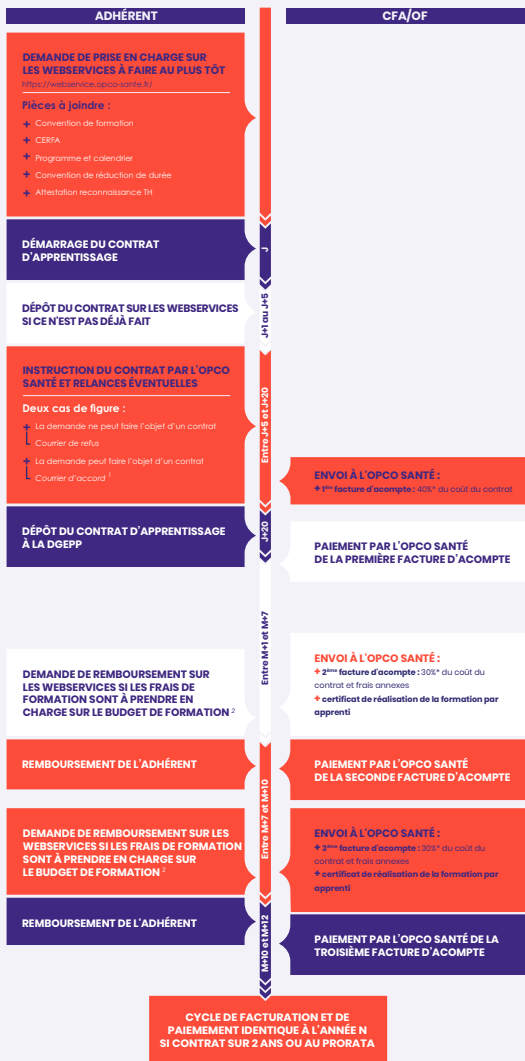 ADHÉRENT
CFA/OF
DEMANDE DE PRISE EN CHARGE SUR
LES WEBSERVICES À FAIRE AU PLUS TÔT
https://webservice.opco-sante.fr/
Pièces à joindre :
+ Convention de formation
+ CERFA
+ Programme et calendrier
+ Convention de réduction de durée
+ Attestation reconnaissance TH
DÉMARRAGE DU CONTRAT
D'APPRENTISSAGE
J
DÉPÔT DU CONTRAT SUR LES WEBSERVICES
SI CE N'EST PAS DÉJÀ FAIT
J+1 au J+5
INSTRUCTION DU CONTRAT PAR L'OPCO
SANTÉ ET RELANCES ÉVENTUELLES
Deux cas de figure :
+ La demande ne peut faire l'objet d'un contrat
Courrier de refus
+ La demande peut faire l'objet d'un contrat
Courrier d'accord 1
Entre J+5 et J+20
ENVOI À L'OPCO SANTÉ :
+ 1ère facture d'acompte : 40%* du coût du contrat
DÉPÔT DU CONTRAT D'APPRENTISSAGE
À LA DGEPP
J+20
PAIEMENT PAR L'OPCO SANTÉ
DE LA PREMIÈRE FACTURE D'ACOMPTE
Entre M+1 et M+7
DEMANDE DE REMBOURSEMENT SUR
LES WEBSERVICES SI LES FRAIS DE
FORMATION SONT À PRENDRE EN
CHARGE SUR LE BUDGET DE FORMATION 2
ENVOI À L'OPCO SANTÉ :
+ 2ème facture d'acompte : 30%* du coût du
contrat et frais annexes
+ certificat de réalisation de la formation par
apprenti
REMBOURSEMENT DE L'ADHÉRENT
PAIEMENT PAR L'OPCO SANTÉ
DE LA SECONDE FACTURE D'ACOMPTE
Entre M+7 et M+10
DEMANDE DE REMBOURSEMENT SUR LES
WEBSERVICES SI LES FRAIS DE FORMATION
SONT À PRENDRE EN CHARGE SUR
LE BUDGET DE FORMATION 2
ENVOI À L'OPCO SANTÉ :
+ 3ème facture d'acompte : 20%* du coût du
contrat et frais annexes
+ certificat de réalisation de la formation par
apprenti
REMBOURSEMENT DE L'ADHÉRENT
M+10 et M+12
PAIEMENT PAR L'OPCO SANTÉ DE LA
TROISIÈME FACTURE D'ACOMPTE
CYCLE DE FACTURATION ET DE
PAIEMEMENT IDENTIQUE À L'ANNÉE N
SI CONTRAT SUR 2 ANS OU AU PRORATA